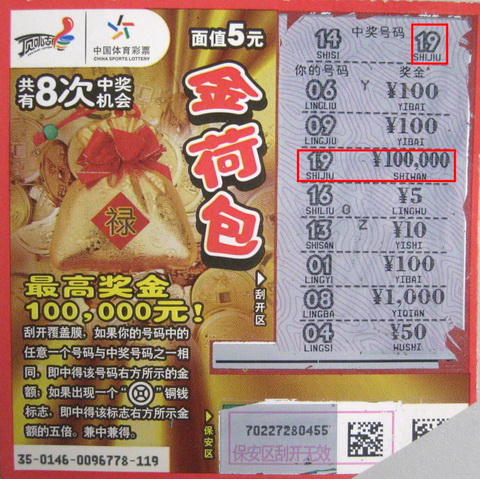 顶呱刮
中国体育彩票
CHINA SPORTS LOTTERY
面值5元
共有8次中奖机会
金荷包
禄
最高奖金
100,000元！
刮开覆盖膜，如果你的号码中的
任意一个号码与中奖号码之一相
同，即中得该号码右方所示的金
额；如果出现一个“ ”铜钱
标志，即中得该标志右方所示金
额的五倍。兼中兼得。
35-0146-0096778-119
刮开区
保安区
中奖号码
14 19
SHISI SHIJIU
你的号码 奖金
06 Y ¥100
LINGLIU YIBAI
09 ¥100
LINGJIU YIBAI
19 ¥100,000
SHIJIU SHIWAN
16 ¥5
SHILIU G LINGWU
13 Z ¥10
SHISAN YISHI
01 ¥100
LINGYI YIBAI
08 ¥1,000
LINGBA YIQIAN
04 ¥50
LINGSI WUSHI
70227280455
保安区刮开无效